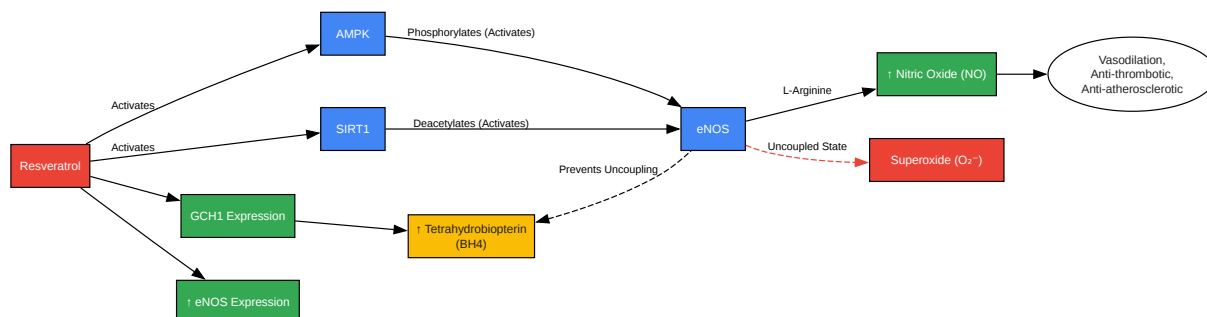 AMPK
Phosphorylates (Activates)
Activates
↑ Nitric Oxide (NO)
Vasodilation,
Anti-thrombotic,
Anti-atherosclerotic
L-Arginine
SIRT1
Deacetylates (Activates)
eNOS
Activates
Uncoupled State
Superoxide (O₂⁻)
Resveratrol
Prevents Uncoupling
GCH1 Expression
↑ Tetrahydrobiopterin
(BH4)
↑ eNOS Expression